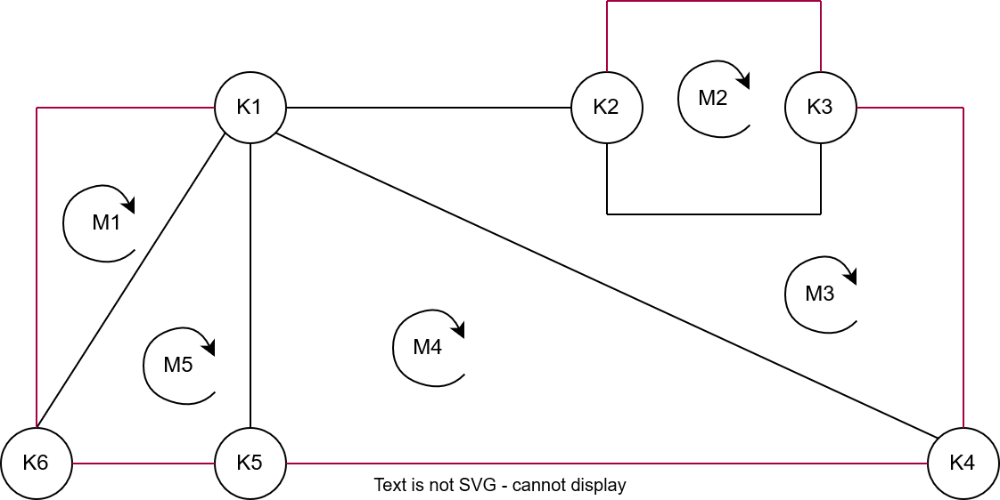 K1
K2
M2
K3
M1
M3
M4
M5
K6
K5
K4
Text is not SVG - cannot display